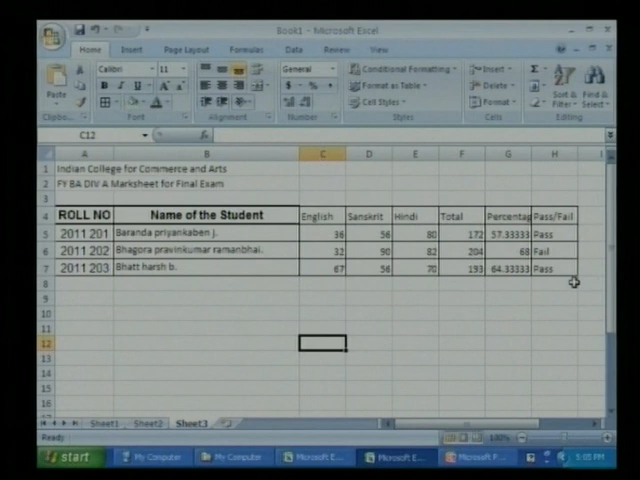 Book1 - Microsoft Excel
Home Insert Page Layout Formulas Data Review View
Calibri 11 General Conditional Formatting Insert
Paste B I U A $ % Format as Table Delete Sort & Find &
Cell Styles Format Filter Select
Font Alignment Number Styles Cells Editing
C12 fx
A B C D E F G H I
1 Indian College for Commerce and Arts
2 FY BA DIV A Marksheet for Final Exam
3
4 ROLL NO Name of the Student English Sanskrit Hindi Total Percentag Pass/Fail
5 2011 201 Baranda priyankaben j. 36 56 80 172 57.33333 Pass
6 2011 202 Bhagora pravinkumar ramanbhai. 32 90 82 204 68 Fail
7 2011 203 Bhatt harsh b. 67 56 70 193 64.33333 Pass
8
9
10
11
12
13
14
15
16
Sheet1 Sheet2 Sheet3
Ready 140%
start My Computer My Computer Microsoft E... Microsoft E... Microsoft P... 5:05 PM